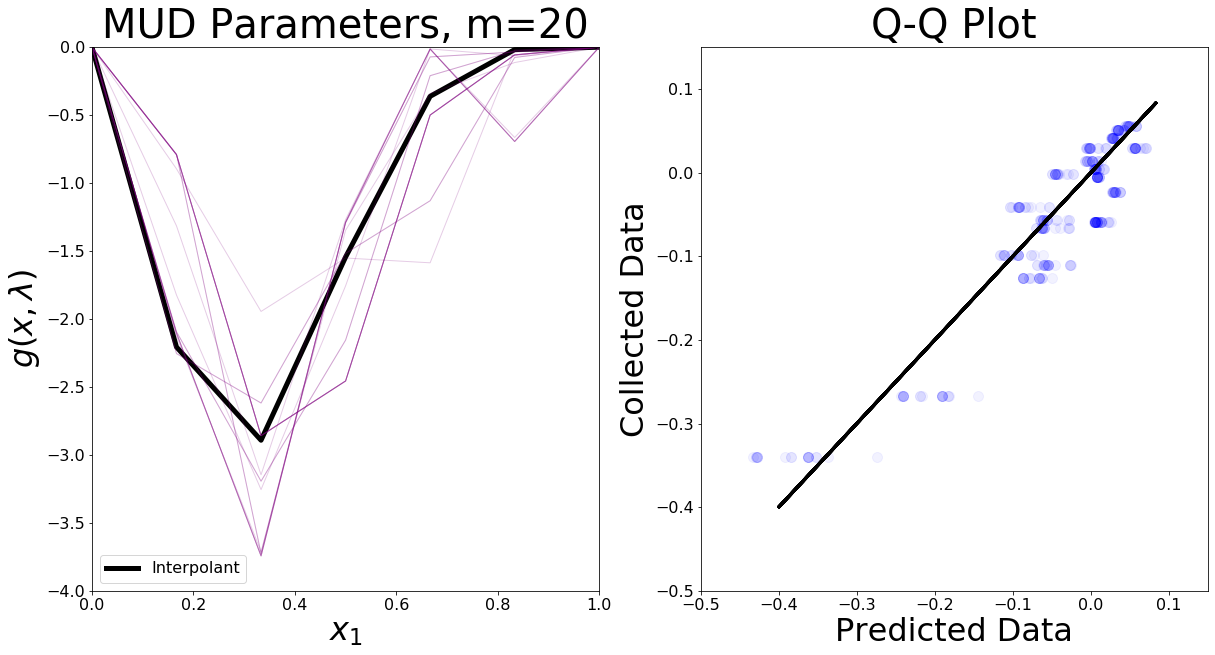 MUD Parameters, m=20
0.0
−0.5
−1.0
−1.5
−2.0
−2.5
−3.0
−3.5
−4.0
g(x, λ)
Interpolant
0.0 0.2 0.4 0.6 0.8 1.0
x₁
Q-Q Plot
0.1
0.0
−0.1
−0.2
−0.3
−0.4
−0.5
Collected Data
−0.5 −0.4 −0.3 −0.2 −0.1 0.0 0.1
Predicted Data